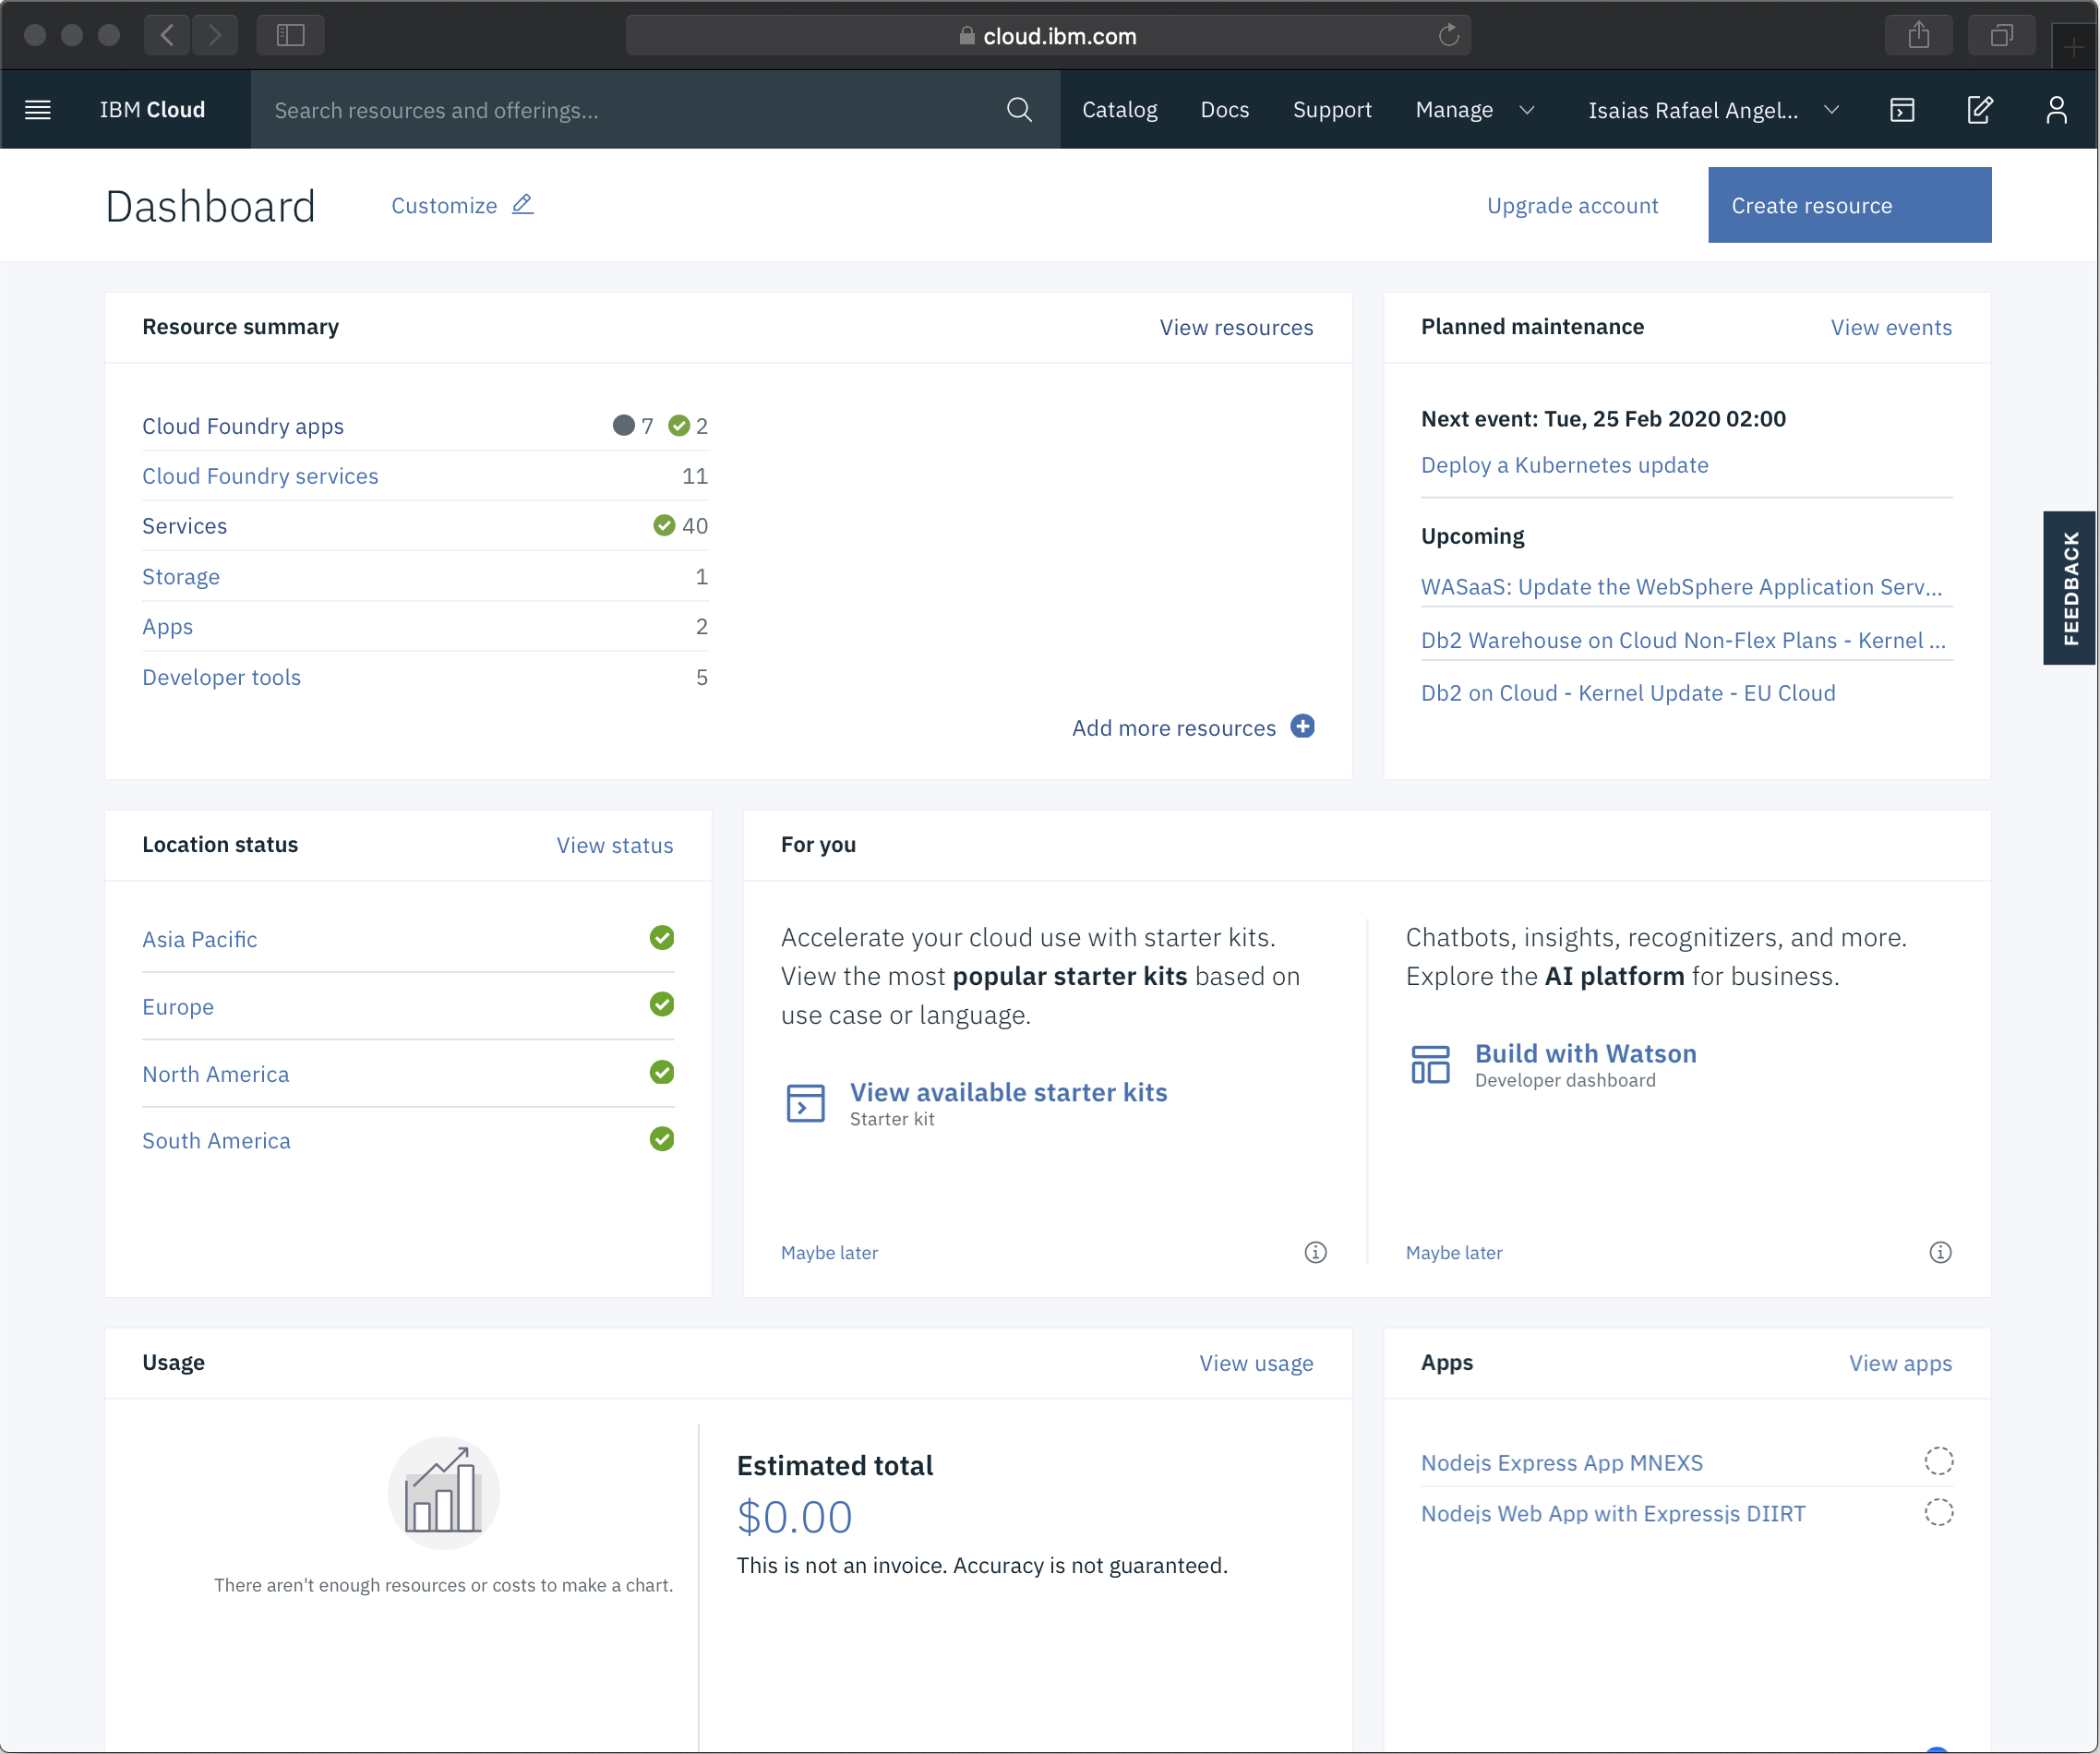 cloud.ibm.com
IBM Cloud
Search resources and offerings...
Catalog
Docs
Support
Manage
Isaias Rafael Angel...
Dashboard
Customize
Upgrade account
Create resource
Resource summary
View resources
Cloud Foundry apps 7 2
Cloud Foundry services 11
Services 40
Storage 1
Apps 2
Developer tools 5
Add more resources
Planned maintenance
View events
Next event: Tue, 25 Feb 2020 02:00
Deploy a Kubernetes update
Upcoming
WASaaS: Update the WebSphere Application Serv...
Db2 Warehouse on Cloud Non-Flex Plans - Kernel ...
Db2 on Cloud - Kernel Update - EU Cloud
FEEDBACK
Location status
View status
Asia Pacific
Europe
North America
South America
For you
Accelerate your cloud use with starter kits.
View the most popular starter kits based on
use case or language.
View available starter kits
Starter kit
Maybe later
Chatbots, insights, recognitizers, and more.
Explore the AI platform for business.
Build with Watson
Developer dashboard
Maybe later
Usage
View usage
There aren't enough resources or costs to make a chart.
Estimated total
$0.00
This is not an invoice. Accuracy is not guaranteed.
Apps
View apps
Nodejs Express App MNEXS
Nodejs Web App with Expressjs DIIRT